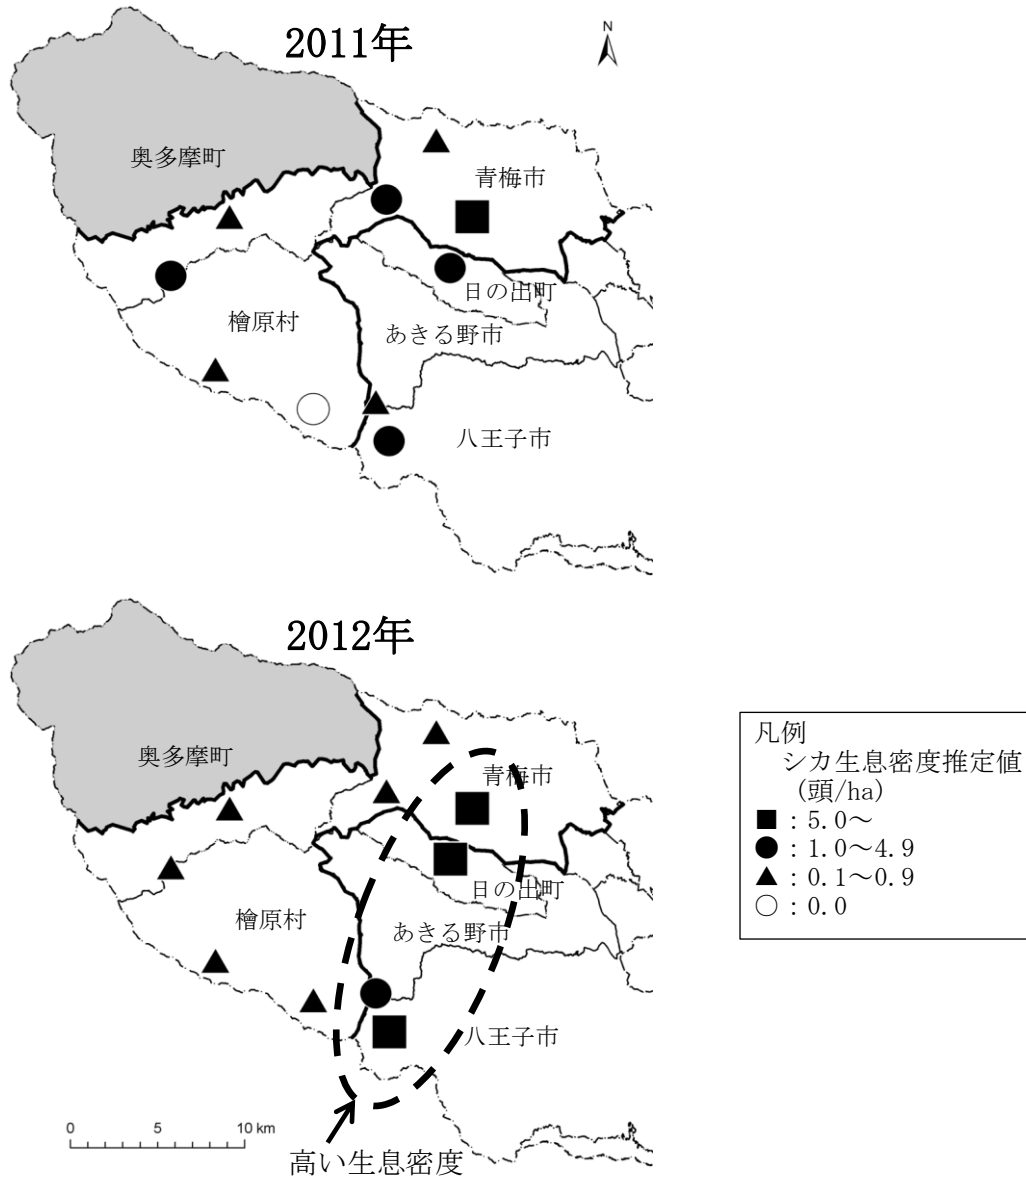 2011年
N
奥多摩町
青梅市
日の出町
檜原村
あきる野市
八王子市
2012年
奥多摩町
青梅市
日の出町
檜原村
あきる野市
八王子市
0 5 10 km
高い生息密度
凡例
シカ生息密度推定値
(頭/ha)
■：5.0～
●：1.0～4.9
▲：0.1～0.9
○：0.0